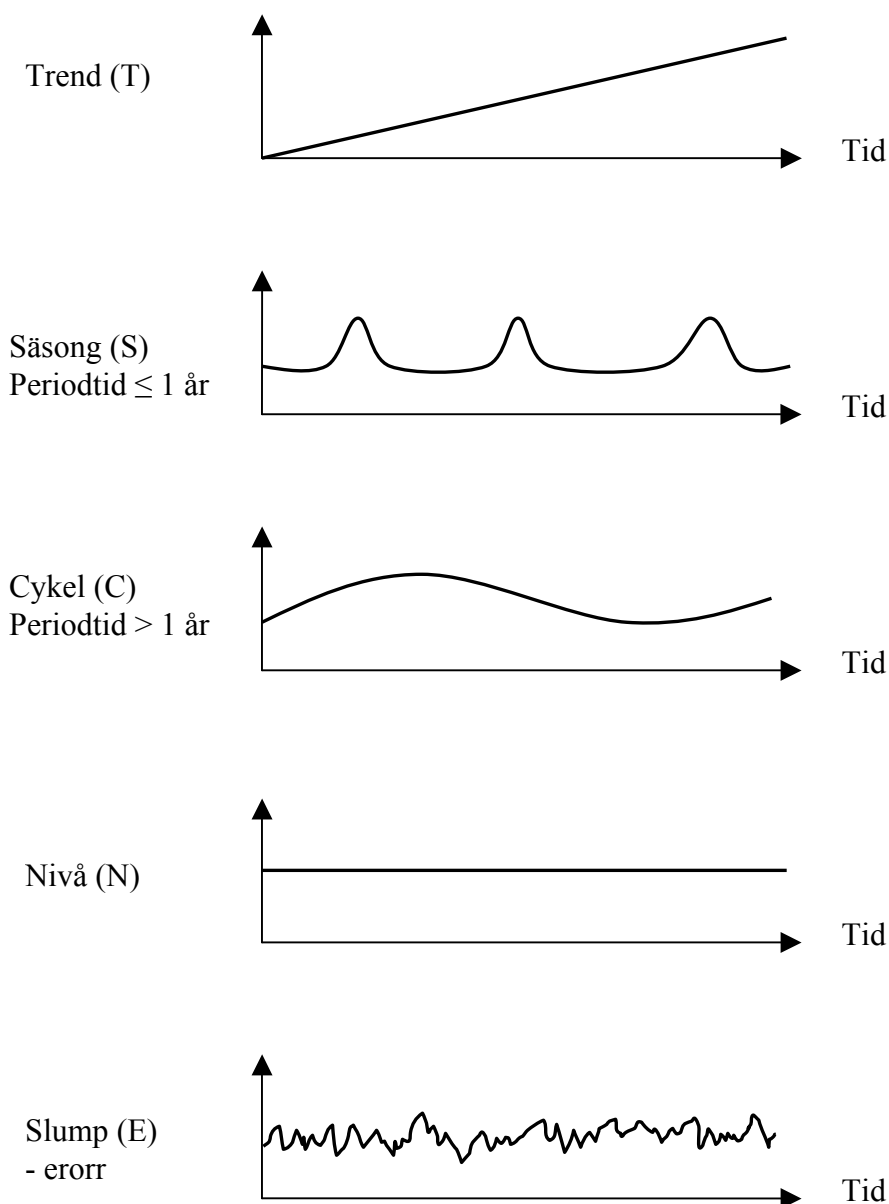 Trend (T)
Tid
Säsong (S)
Periodtid ≤ 1 år
Tid
Cykel (C)
Periodtid > 1 år
Tid
Nivå (N)
Tid
Slump (E)
- erorr
Tid